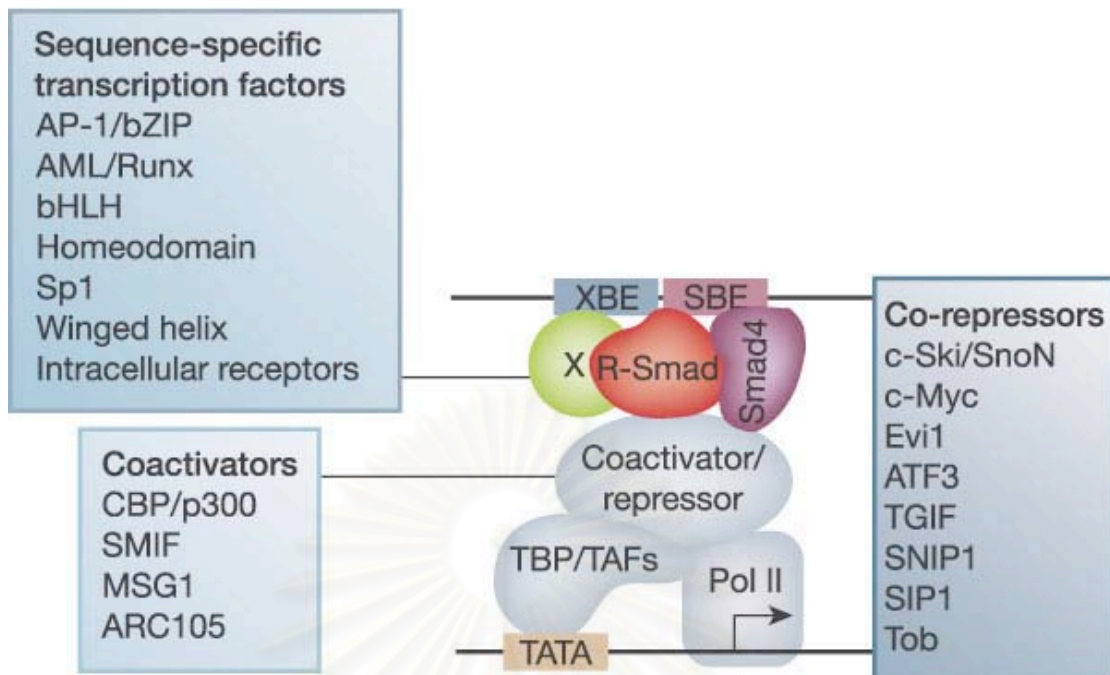 Sequence-specific
transcription factors
AP-1/bZIP
AML/Runx
bHLH
Homeodomain
Sp1
Winged helix
Intracellular receptors
Coactivators
CBP/p300
SMIF
MSG1
ARC105
XBE
SBE
X
R-Smad
Smad4
Coactivator/
repressor
TBP/TAFs
Pol II
TATA
Co-repressors
c-Ski/SnoN
c-Myc
Evi1
ATF3
TGIF
SNIP1
SIP1
Tob